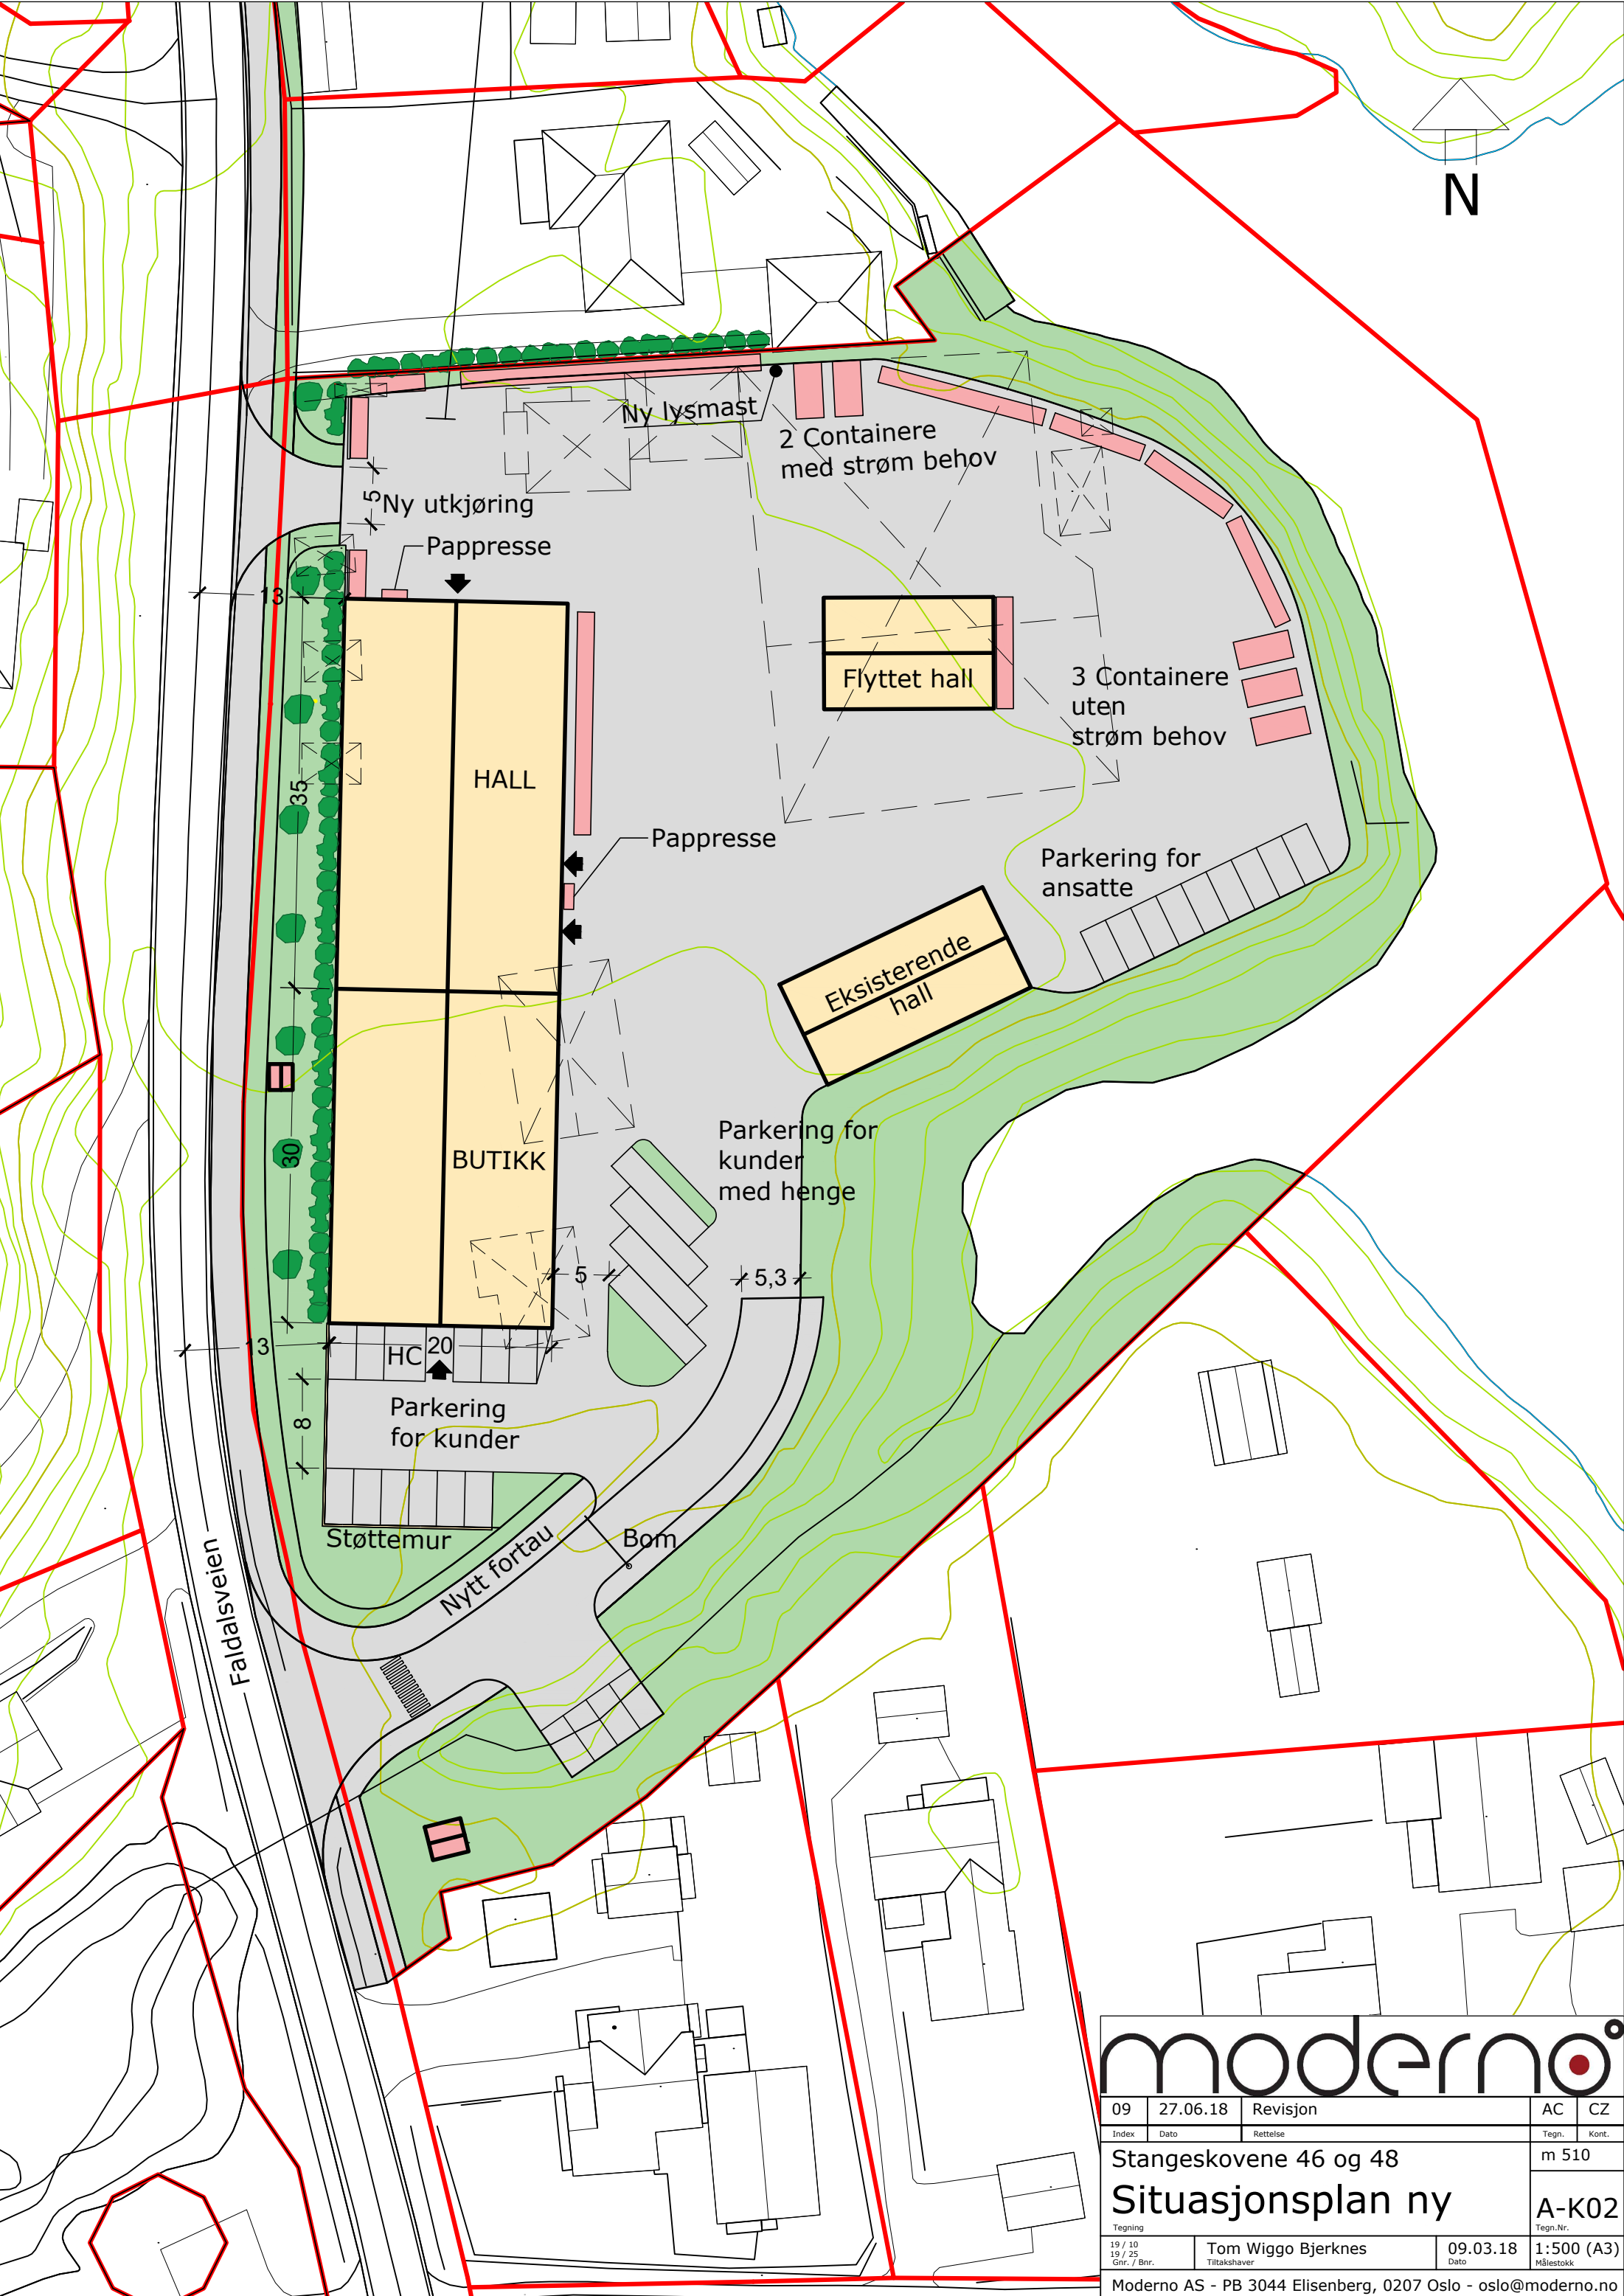 N
Ny lysmast
2 Containere
med strøm behov
5
Ny utkjøring
Pappresse
13
Flyttet hall
3 Containere
uten
strøm behov
HALL
35
Pappresse
Parkering for
ansatte
Eksisterende
hall
Parkering for
kunder
med henge
30
BUTIKK
5
5,3
13
HC
20
Parkering
for kunder
8
Støttemur
Nytt fortau
Bom
Faldalsveien
moderno
09
27.06.18
Revisjon
AC
CZ
Index
Dato
Rettelse
Tegn.
Kont.
Stangeskovene 46 og 48
m 510
Situasjonsplan ny
A-K02
Tegning
Tegn.Nr.
19 / 10
19 / 25
Gnr. / Bnr.
Tom Wiggo Bjerknes
Tiltakshaver
09.03.18
Dato
1:500 (A3)
Målestokk
Moderno AS - PB 3044 Elisenberg, 0207 Oslo - oslo@moderno.no